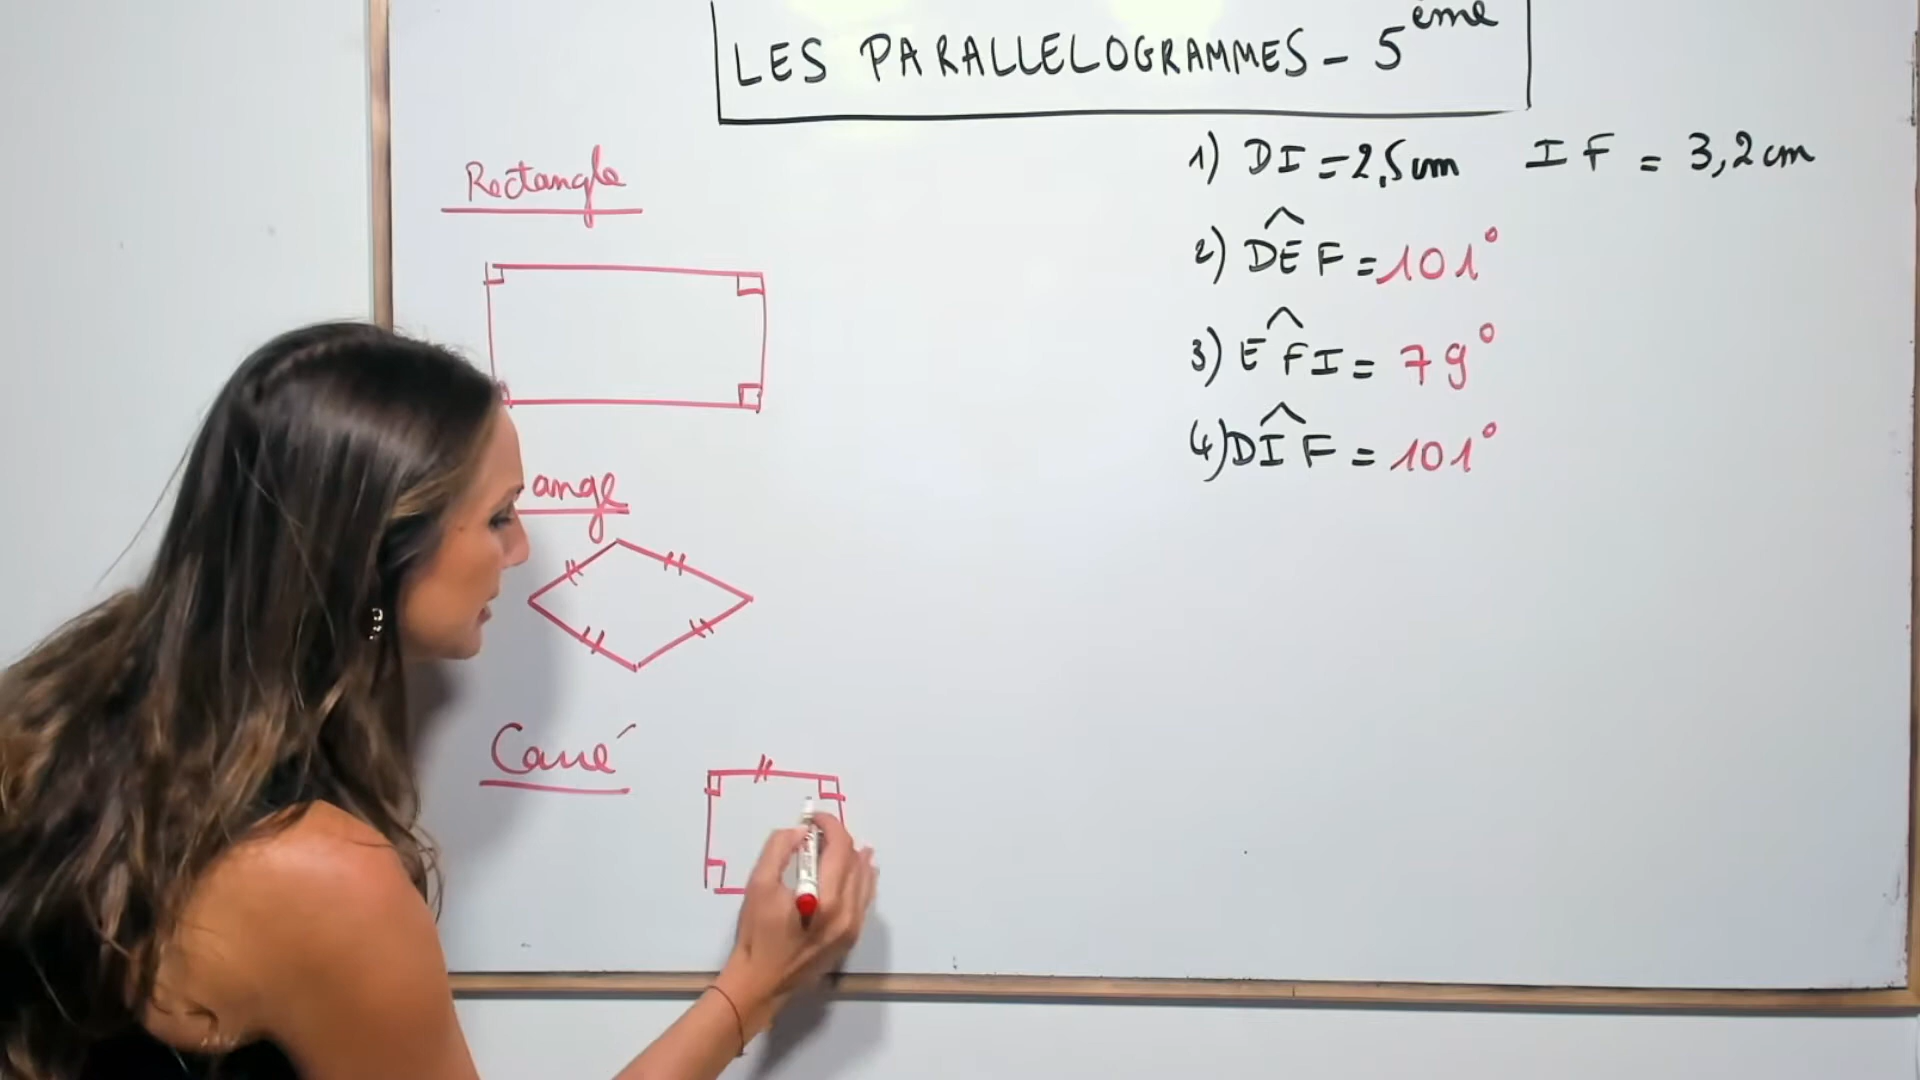 LES PARALLELOGRAMMES - 5ème
Rectangle
ange
Carré
1) DI = 2,5 cm IF = 3,2 cm
2) DEF = 101°
3) EFI = 79°
4) DIF = 101°